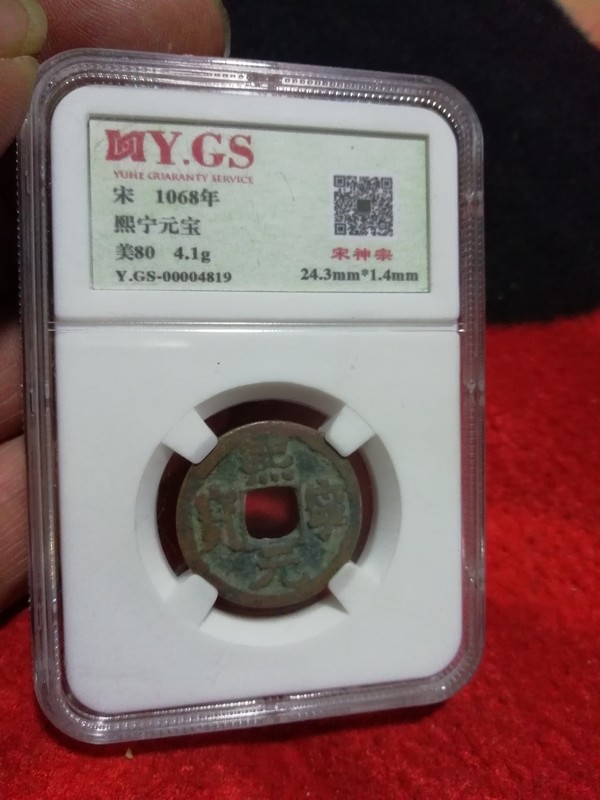 Y.GS
YUHE GUARANTY SERVICE
宋 1068年
熙宁元宝
美80 4.1g
宋神宗
Y.GS-00004819 24.3mm*1.4mm
熙
寳 寧
元